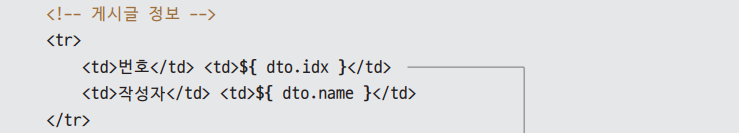 <!-- 게시글 정보 -->
<tr>
<td>번호</td> <td>${ dto.idx }</td>
<td>작성자</td> <td>${ dto.name }</td>
</tr>